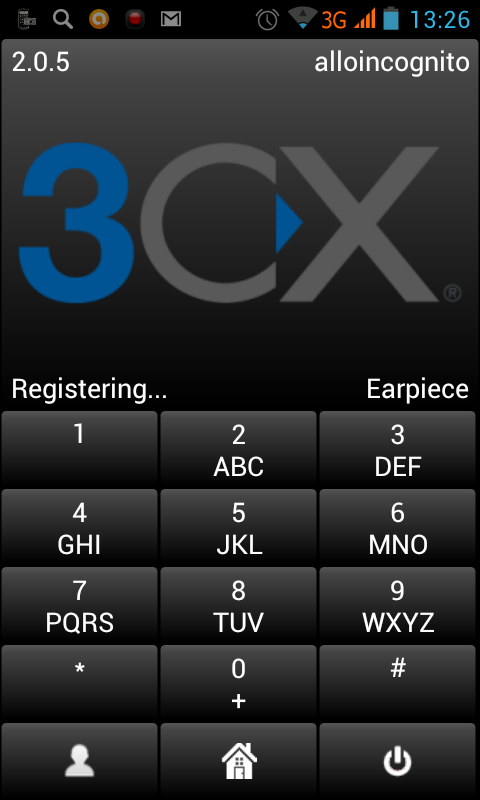 3G 13:26
2.0.5 alloincognito
3CX®
Registering... Earpiece
1 2 3
ABC DEF
4 5 6
GHI JKL MNO
7 8 9
PQRS TUV WXYZ
* 0 #
+